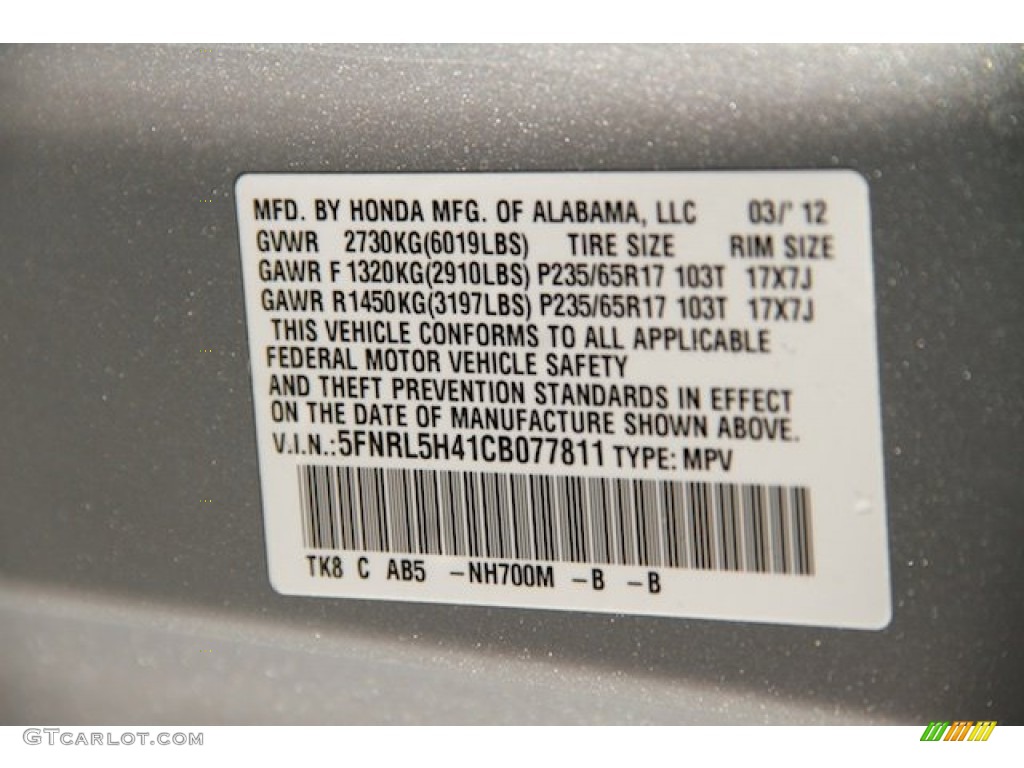 MFD. BY HONDA MFG. OF ALABAMA, LLC 03/' 12
GVWR 2730KG(6019LBS) TIRE SIZE RIM SIZE
GAWR F 1320KG(2910LBS) P235/65R17 103T 17X7J
GAWR R1450KG(3197LBS) P235/65R17 103T 17X7J
THIS VEHICLE CONFORMS TO ALL APPLICABLE
FEDERAL MOTOR VEHICLE SAFETY
AND THEFT PREVENTION STANDARDS IN EFFECT
ON THE DATE OF MANUFACTURE SHOWN ABOVE.
V.I.N.:5FNRL5H41CB077811 TYPE: MPV
TK8 C AB5 -NH700M -B -B
GTCARLOT.COM